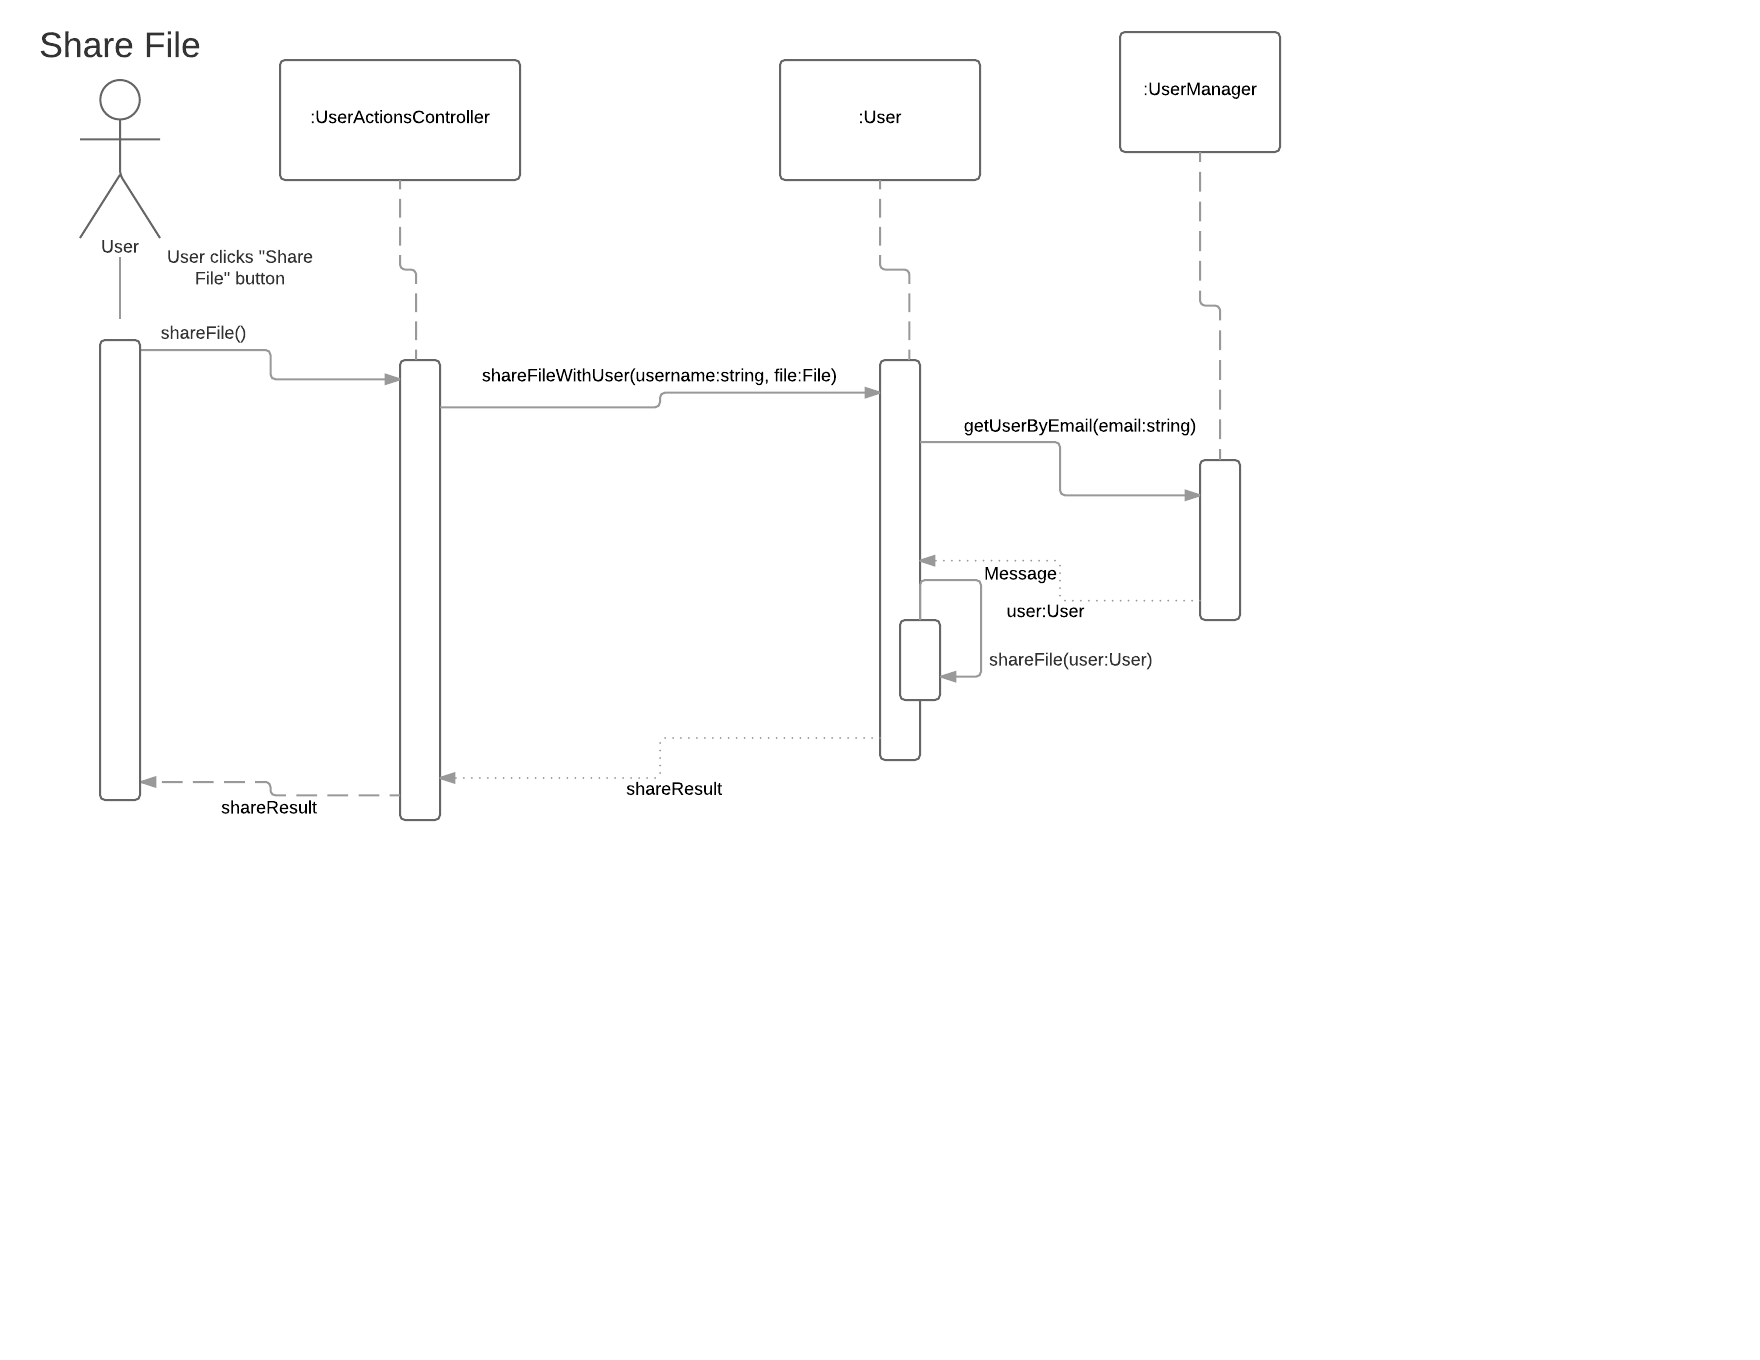 Share File
:UserActionsController
:User
:UserManager
User
User clicks "Share
File" button
shareFile()
shareFileWithUser(username:string, file:File)
getUserByEmail(email:string)
Message
user:User
shareFile(user:User)
shareResult
shareResult